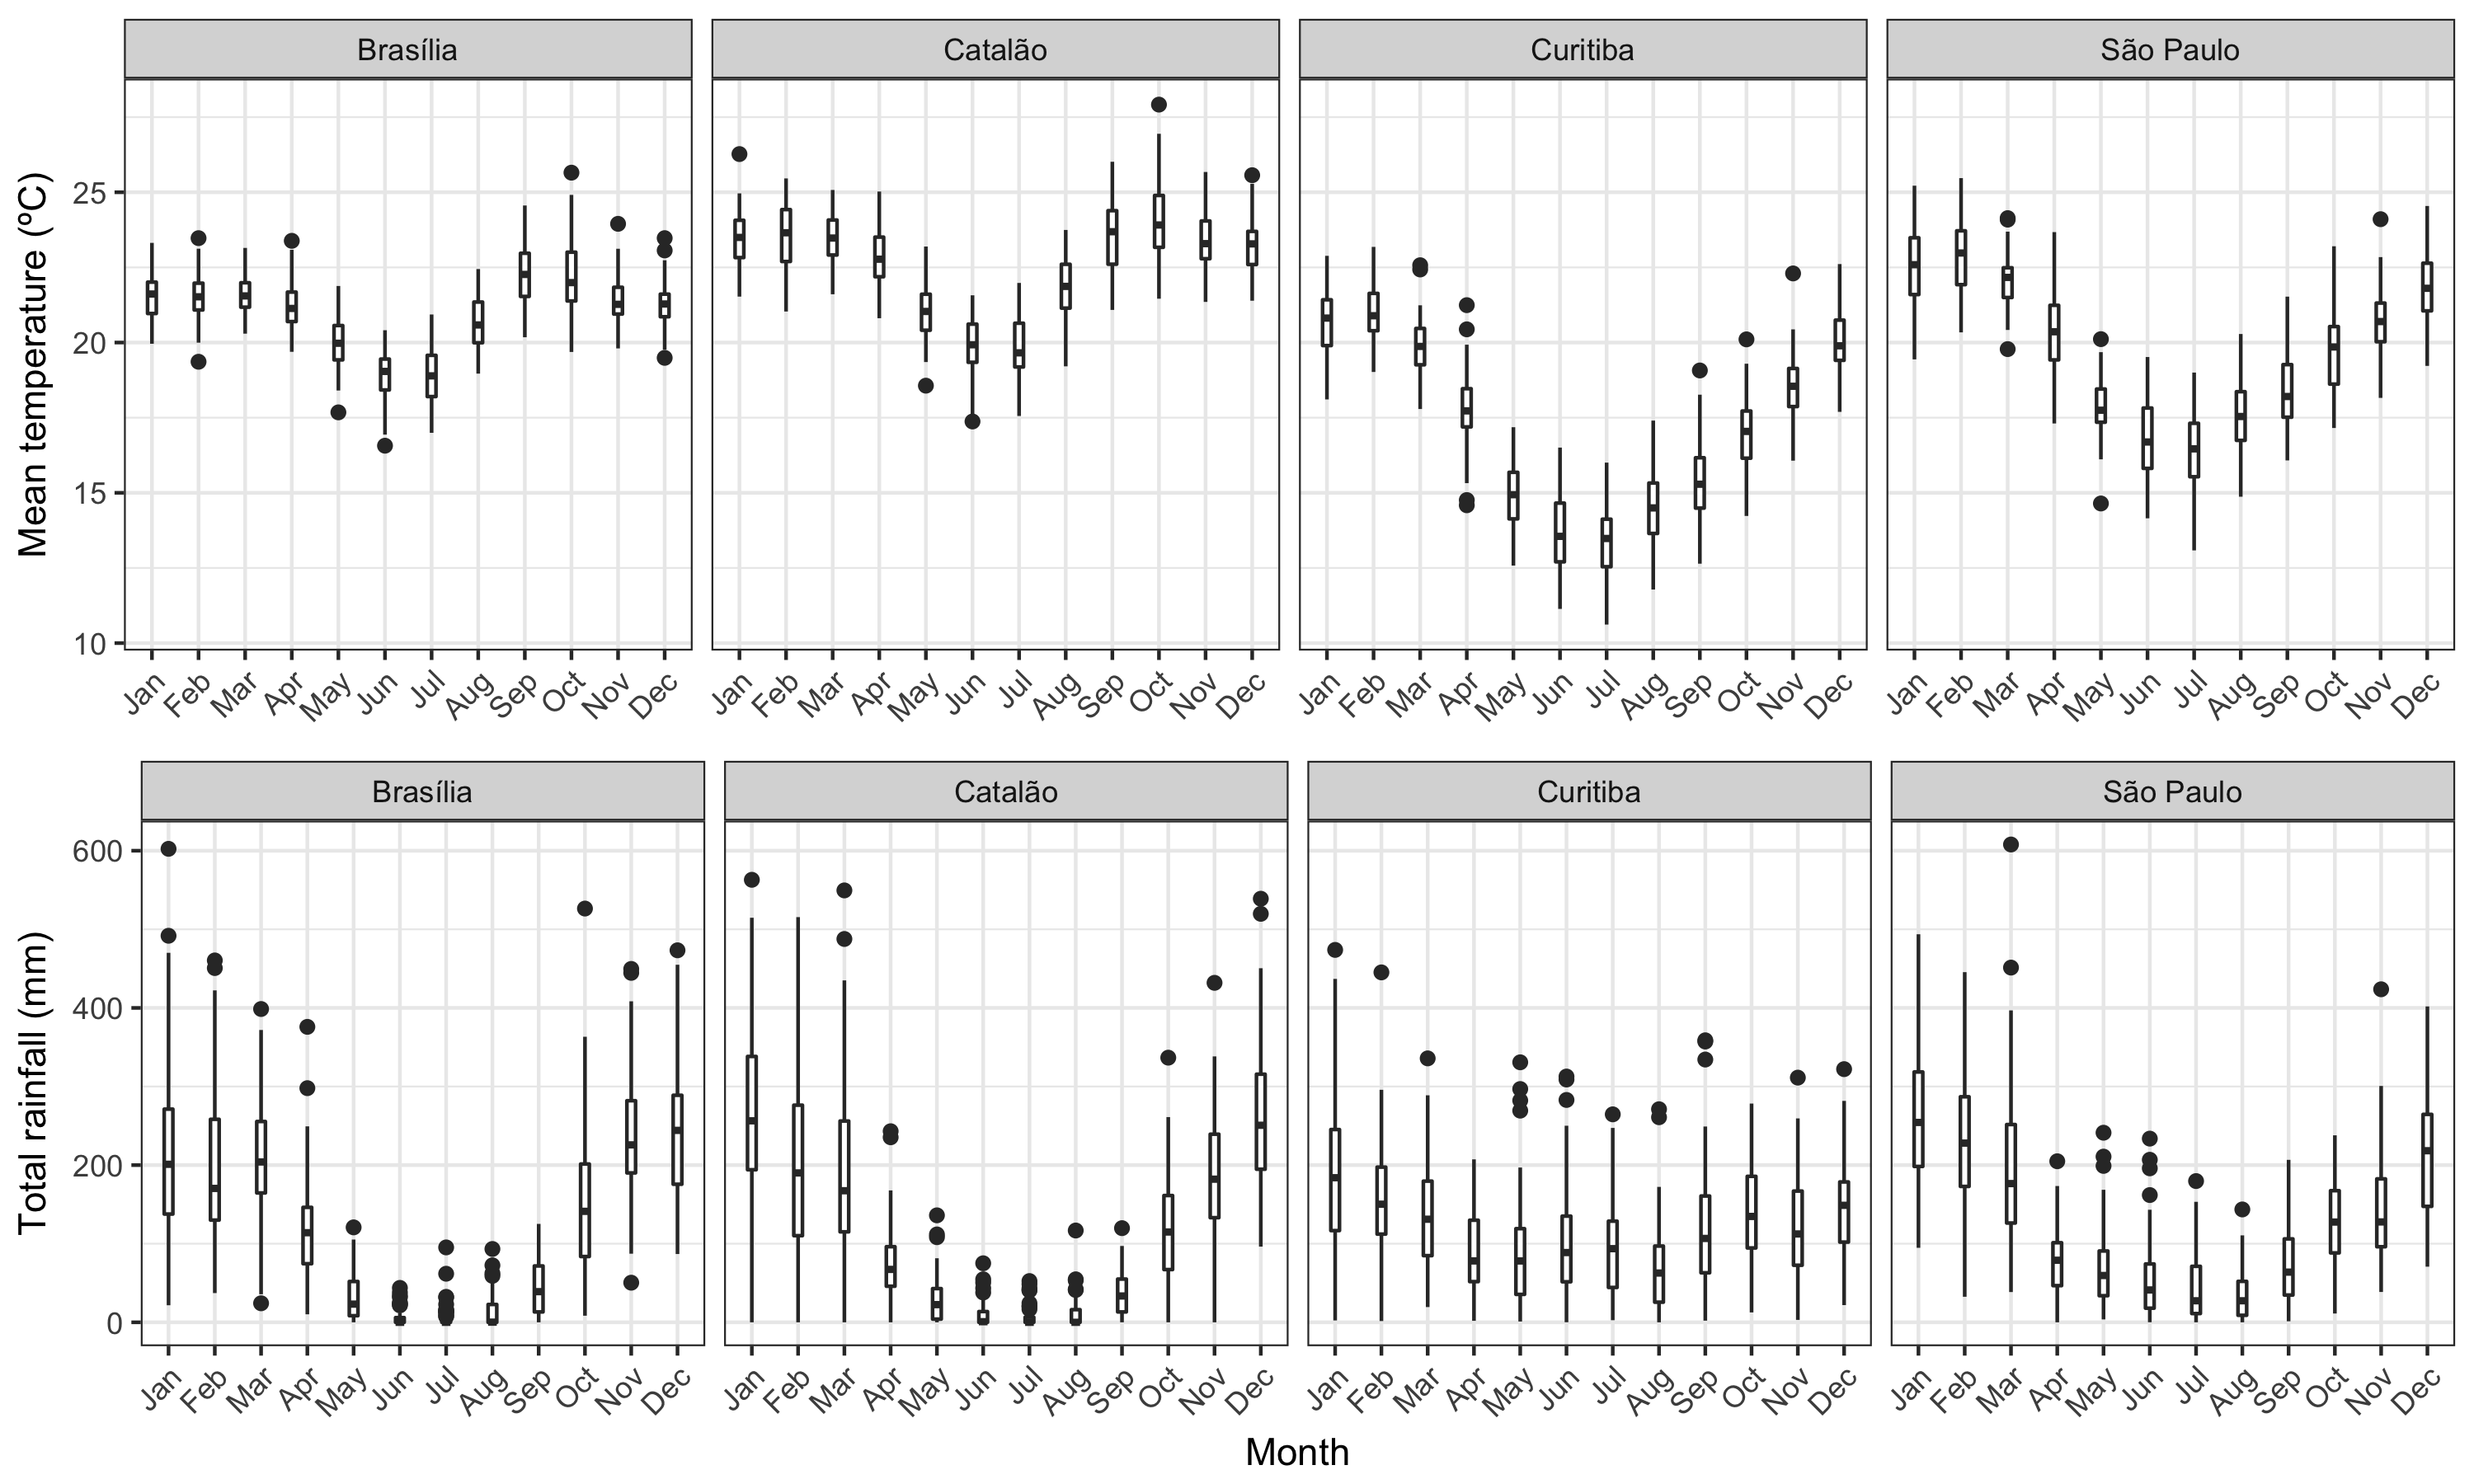 Brasília Catalão Curitiba São Paulo
Mean temperature (ºC)
25
20
15
10
Jan Feb Mar Apr May Jun Jul Aug Sep Oct Nov Dec Jan Feb Mar Apr May Jun Jul Aug Sep Oct Nov Dec Jan Feb Mar Apr May Jun Jul Aug Sep Oct Nov Dec Jan Feb Mar Apr May Jun Jul Aug Sep Oct Nov Dec
Brasília Catalão Curitiba São Paulo
Total rainfall (mm)
600
400
200
0
Jan Feb Mar Apr May Jun Jul Aug Sep Oct Nov Dec Jan Feb Mar Apr May Jun Jul Aug Sep Oct Nov Dec Jan Feb Mar Apr May Jun Jul Aug Sep Oct Nov Dec Jan Feb Mar Apr May Jun Jul Aug Sep Oct Nov Dec
Month